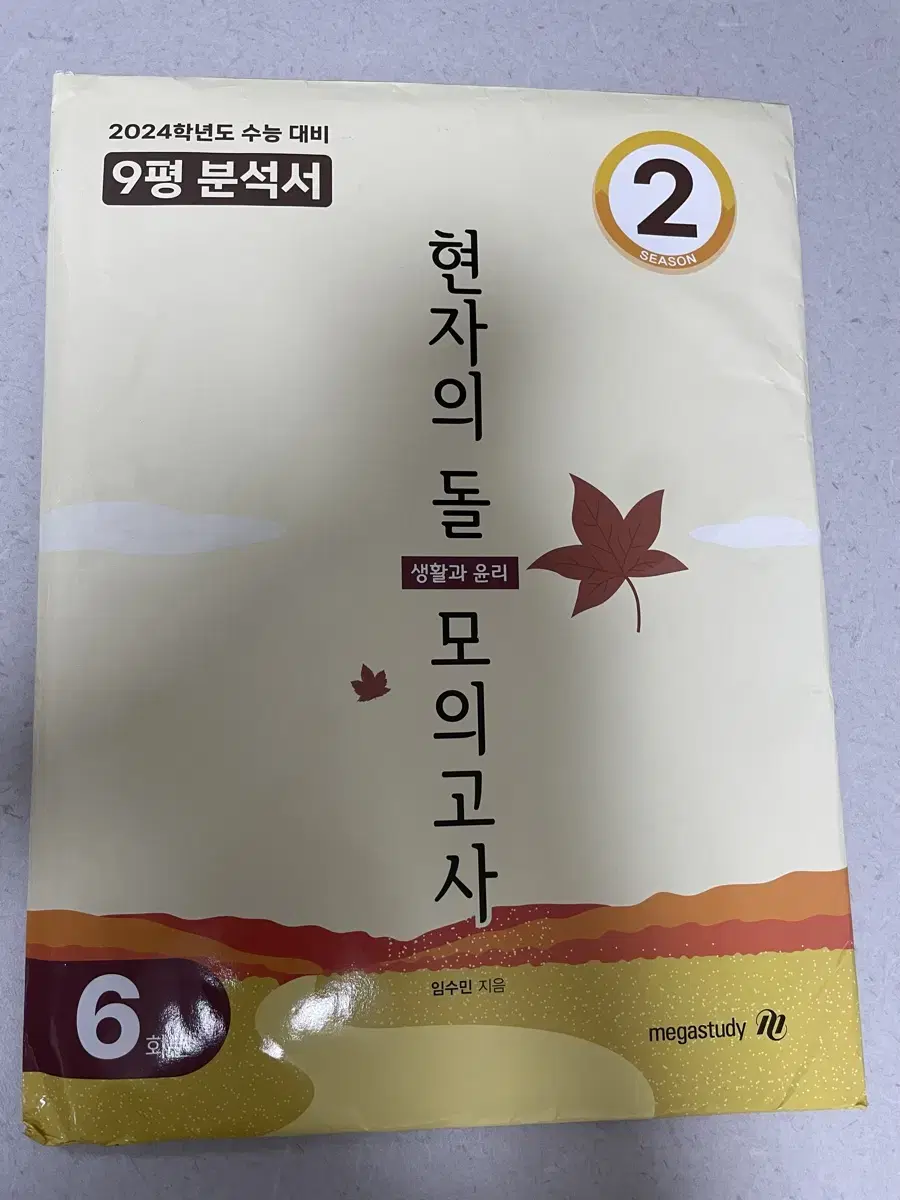 2024학년도 수능 대비
9평 분석서
2
SEASON
현자의 돌
생활과 윤리
모의고사
임수민 지음
6
megastudy